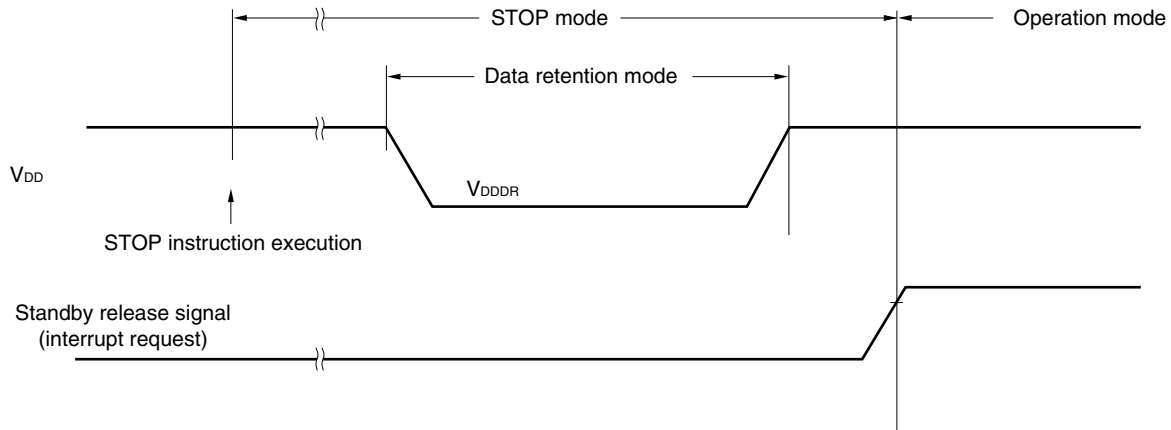 STOP mode
Operation mode
Data retention mode
VDD
VDDDR
STOP instruction execution
Standby release signal
(interrupt request)